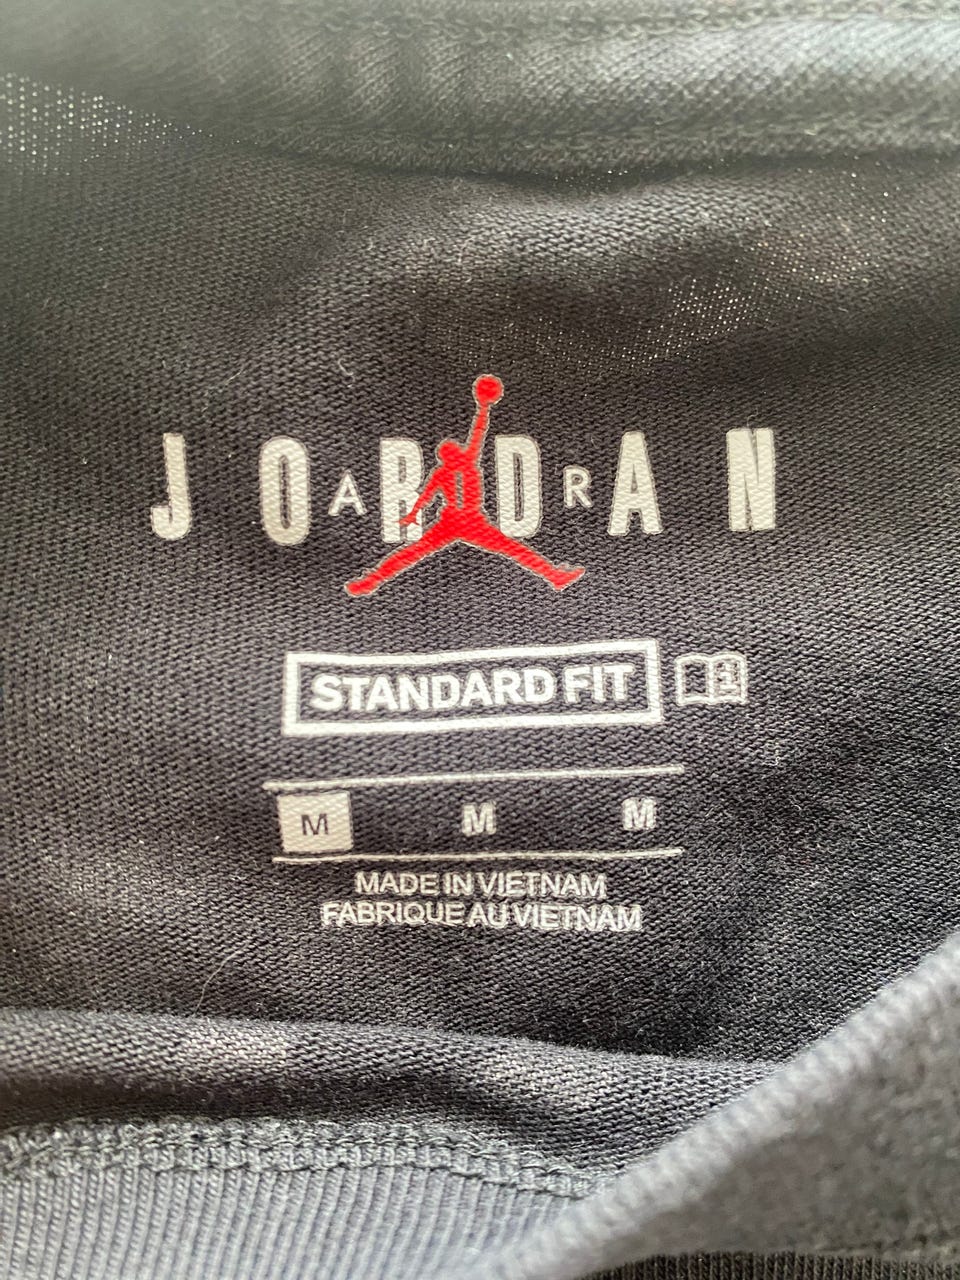 JORDAN
AIR
STANDARD FIT
M M M
MADE IN VIETNAM
FABRIQUE AU VIETNAM